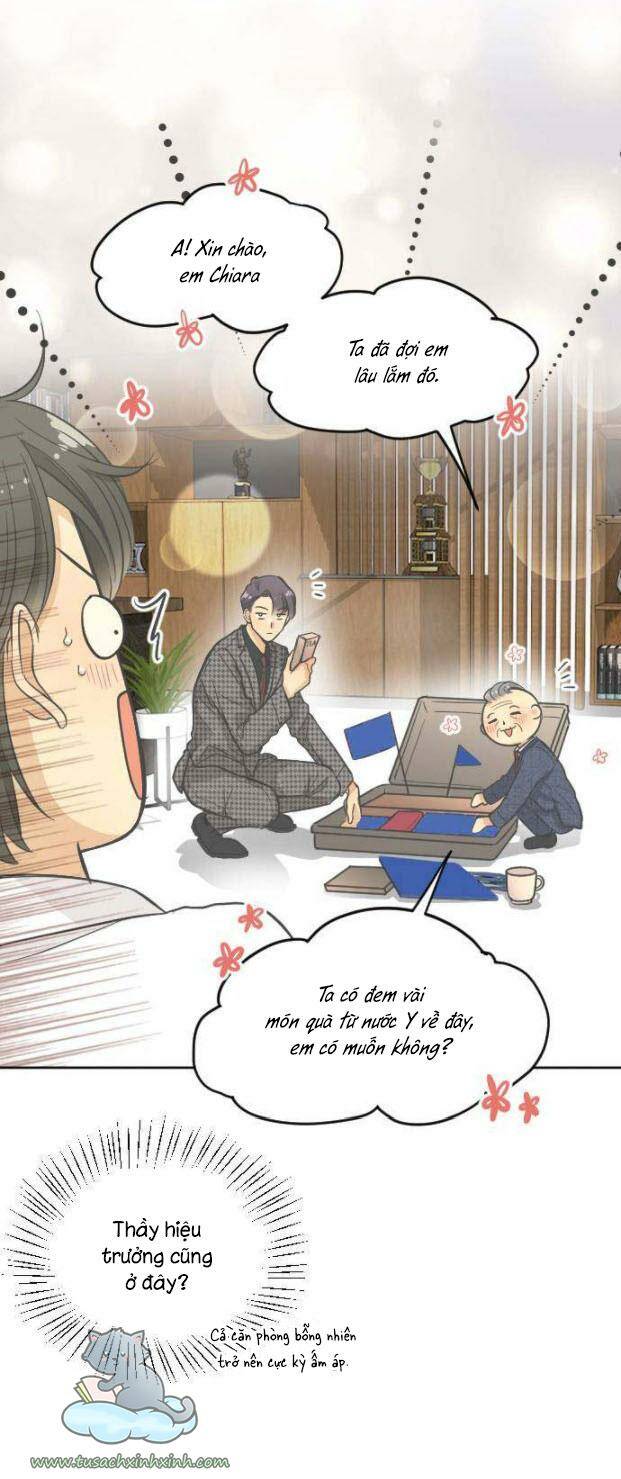 A! Xin chào,
em Chiara
Ta đã đợi em
lâu lắm đó.
Ta có đem vài
món quà từ nước Y về đây,
em có muốn không?
Thầy hiệu
trưởng cũng
ở đây?
Cả căn phòng bỗng nhiên
trở nên cực kỳ ấm áp.
www.tusachxinhxinh.com